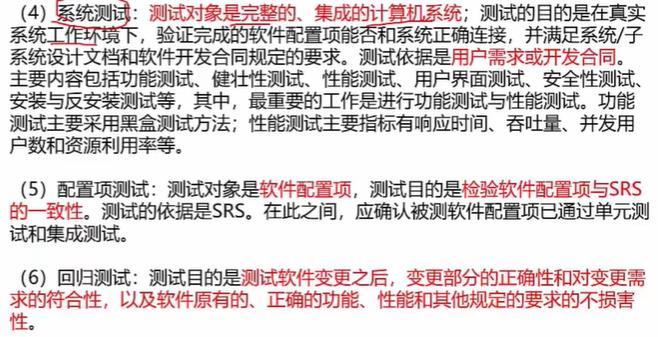 （4）系统测试：测试对象是完整的、集成的计算机系统；测试的目的是在真实
系统工作环境下，验证完成的软件配置项能否和系统正确连接，并满足系统/子
系统设计文档和软件开发合同规定的要求。测试依据是用户需求或开发合同。
主要内容包括功能测试、健壮性测试、性能测试、用户界面测试、安全性测试、
安装与反安装测试等，其中，最重要的工作是进行功能测试与性能测试。功能
测试主要采用黑盒测试方法；性能测试主要指标有响应时间、吞吐量、并发用
户数和资源利用率等。
（5）配置项测试：测试对象是软件配置项，测试目的是检验软件配置项与SRS
的一致性。测试的依据是SRS。在此之间，应确认被测软件配置项已通过单元测
试和集成测试。
（6）回归测试：测试目的是测试软件变更之后，变更部分的正确性和对变更需
求的符合性，以及软件原有的、正确的功能、性能和其他规定的要求的不损害
性。